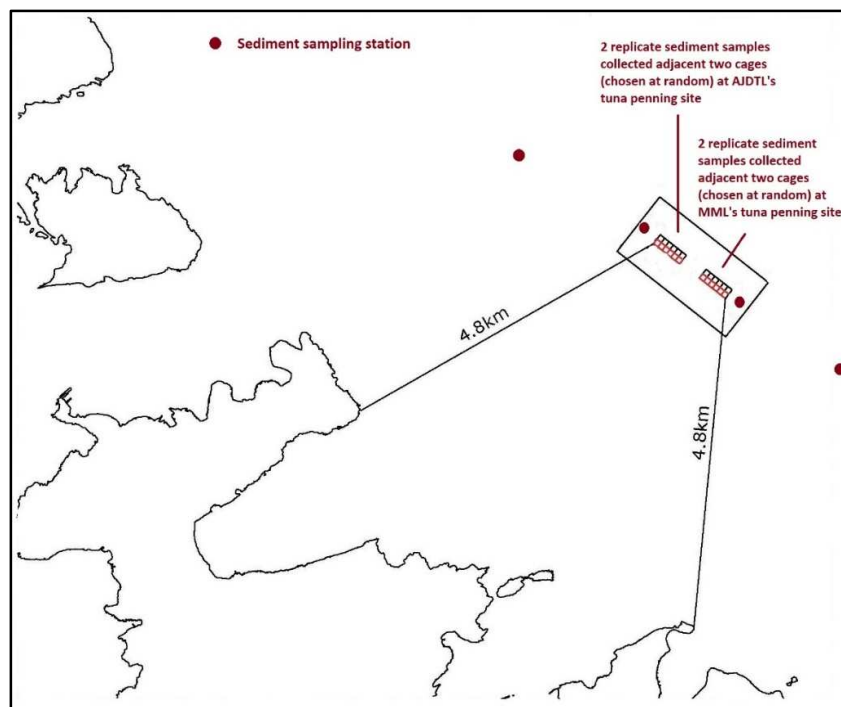 Sediment sampling station
2 replicate sediment samples
collected adjacent two cages
(chosen at random) at AJDTL's
tuna penning site
2 replicate sediment
samples collected
adjacent two cages
(chosen at random) at
MML's tuna penning site
4.8km
4.8km